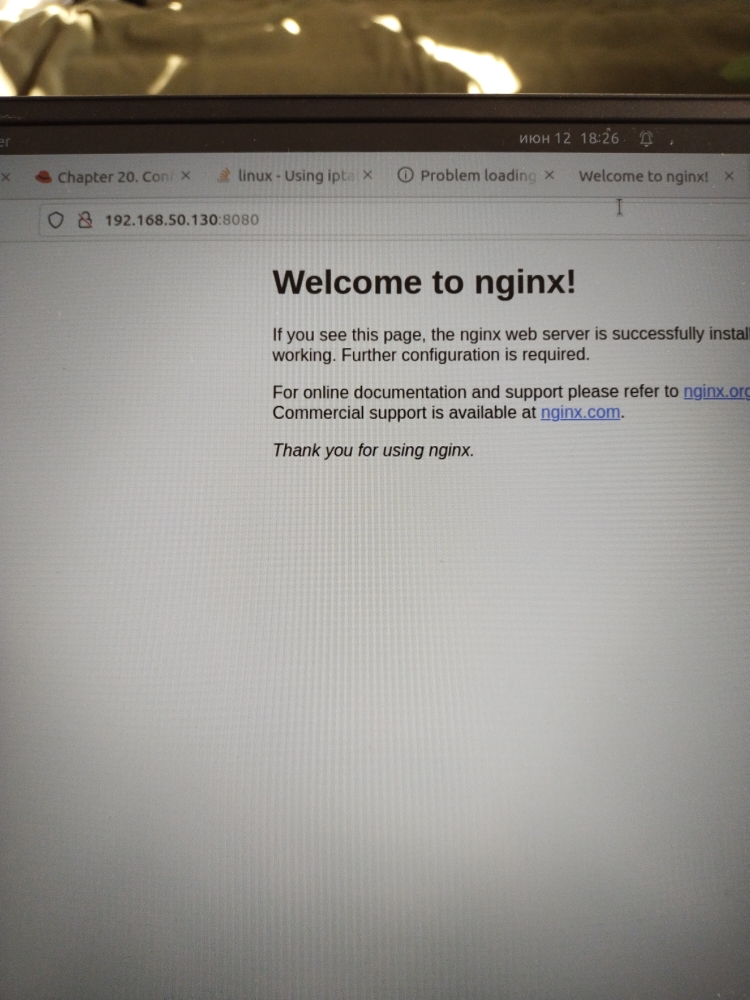 er
июн 12 18:26
Chapter 20. Con
linux - Using ipta
Problem loading
Welcome to nginx!
192.168.50.130:8080
Welcome to nginx!
If you see this page, the nginx web server is successfully instal
working. Further configuration is required.
For online documentation and support please refer to nginx.org
Commercial support is available at nginx.com.
Thank you for using nginx.